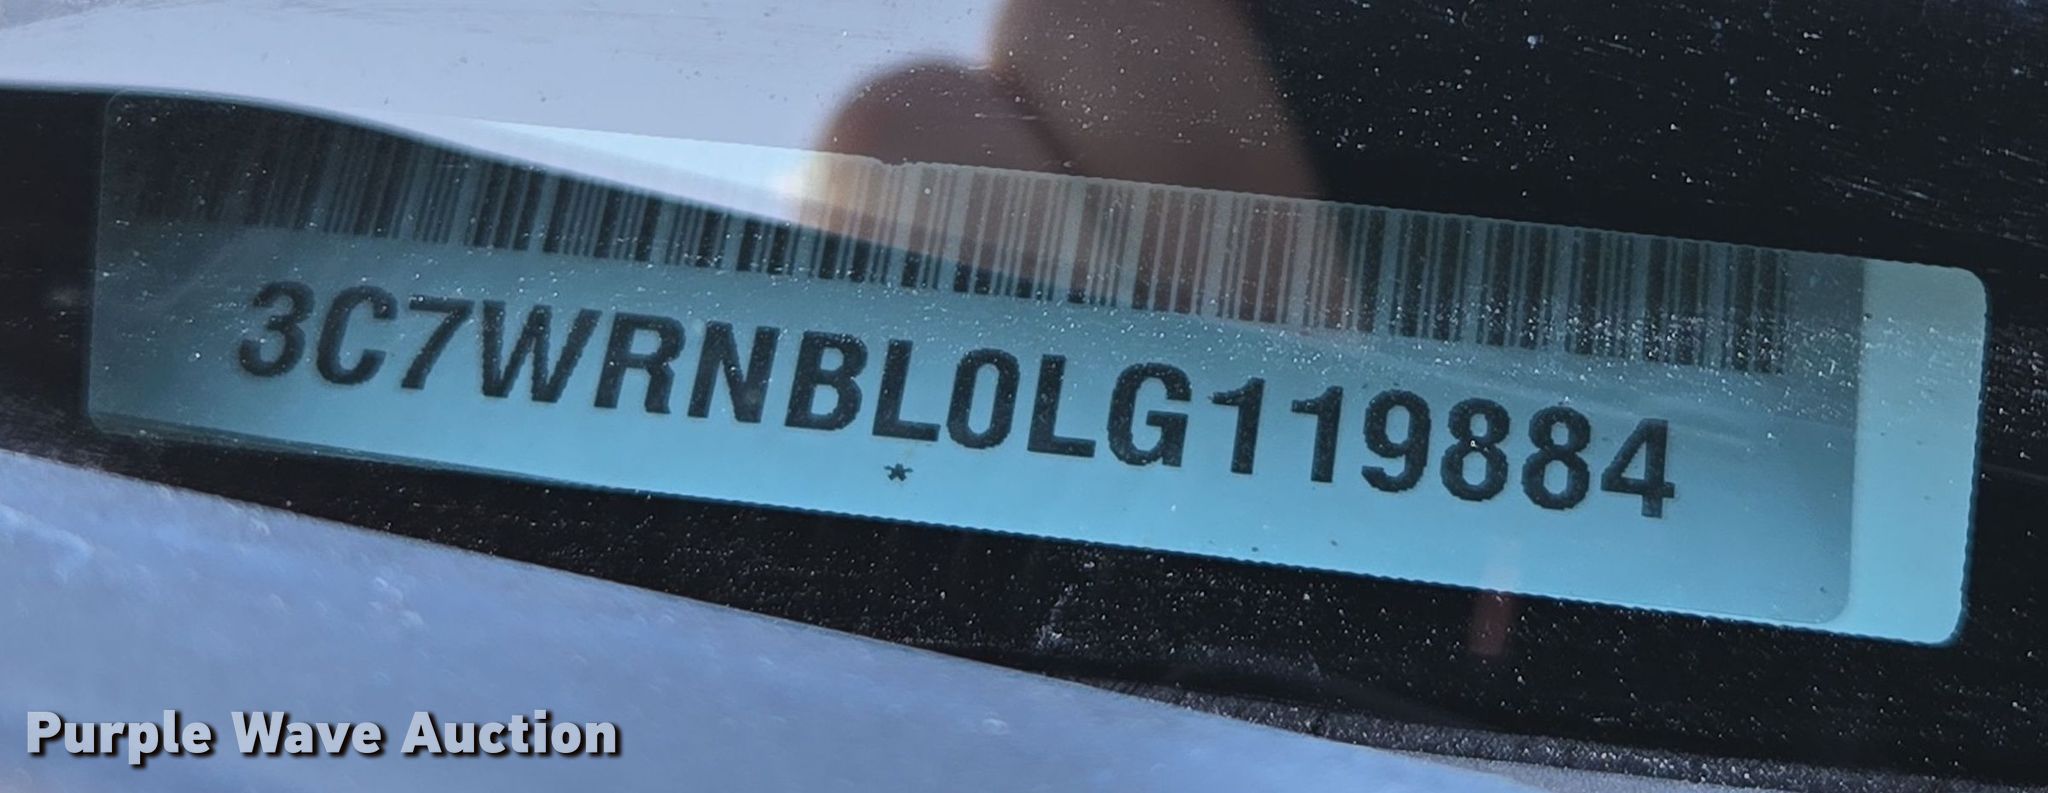 3C7WRNBL0LG119884
*
Purple Wave Auction